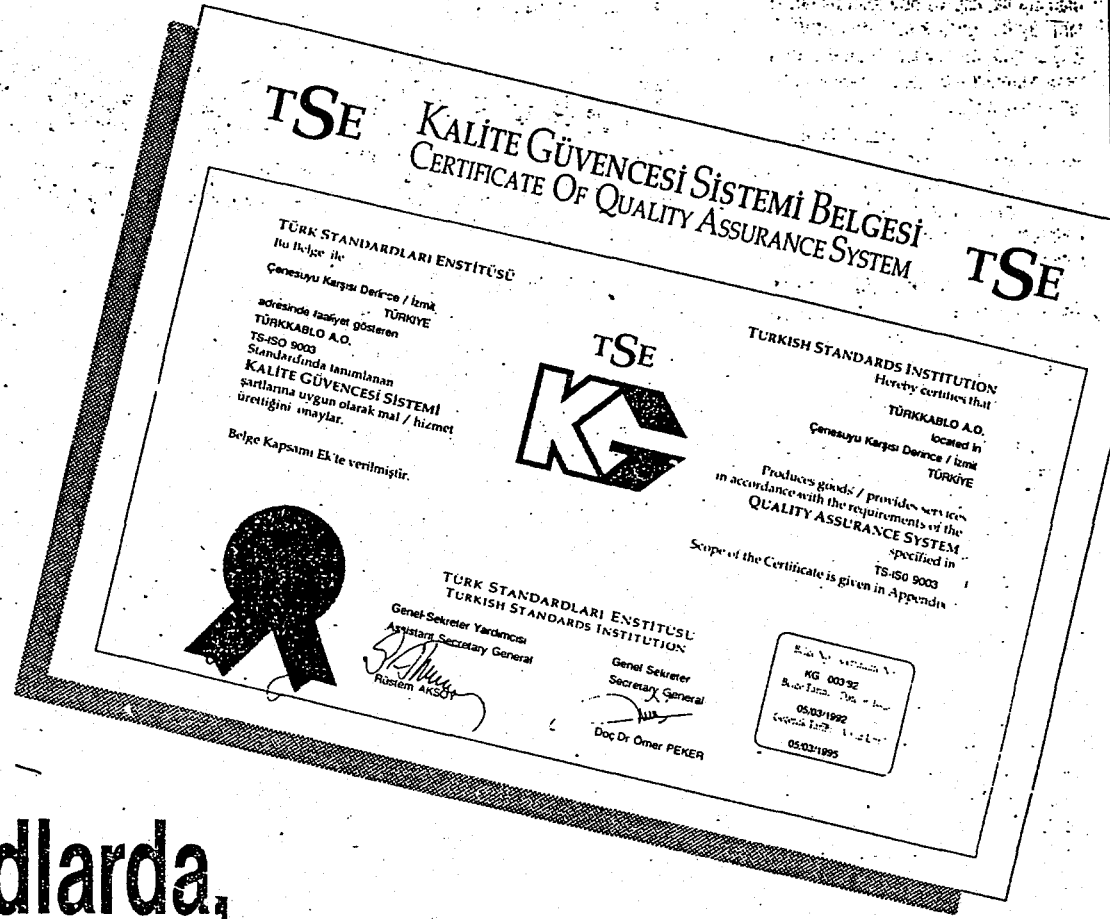 TSE
KALİTE GÜVENCESİ SİSTEMİ BELGESİ
CERTIFICATE OF QUALITY ASSURANCE SYSTEM
TSE
TÜRK STANDARDLARI ENSTİTÜSÜ
Bu Belge ile
Çenesuyu Karşısı Derince / İzmit
TÜRKİYE
adresinde faaliyet gösteren
TÜRKKABLO A.O.
TS-ISO 9003
Standardında tanımlanan
KALİTE GÜVENCESİ SİSTEMİ
şartlarına uygun olarak mal / hizmet
ürettiğini onaylar.
Belge Kapsamı Ek'te verilmiştir.
TSE
KG
TURKISH STANDARDS INSTITUTION
Hereby certifies that
TÜRKKABLO A.O.
located in
Çenesuyu Karşısı Derince / İzmit
TÜRKİYE
Produces goods / provides services
in accordance with the requirements of the
QUALITY ASSURANCE SYSTEM
specified in
TS-ISO 9003
Scope of the Certificate is given in Appendix
TÜRK STANDARDLARI ENSTİTÜSÜ
TURKISH STANDARDS INSTITUTION
Genel Sekreter Yardımcısı
Assistant Secretary General
Rüstem AKSOY
Genel Sekreter
Secretary General
Doç Dr Ömer PEKER
KG 003/92
05/03/1992
05/03/1995
dlarda,